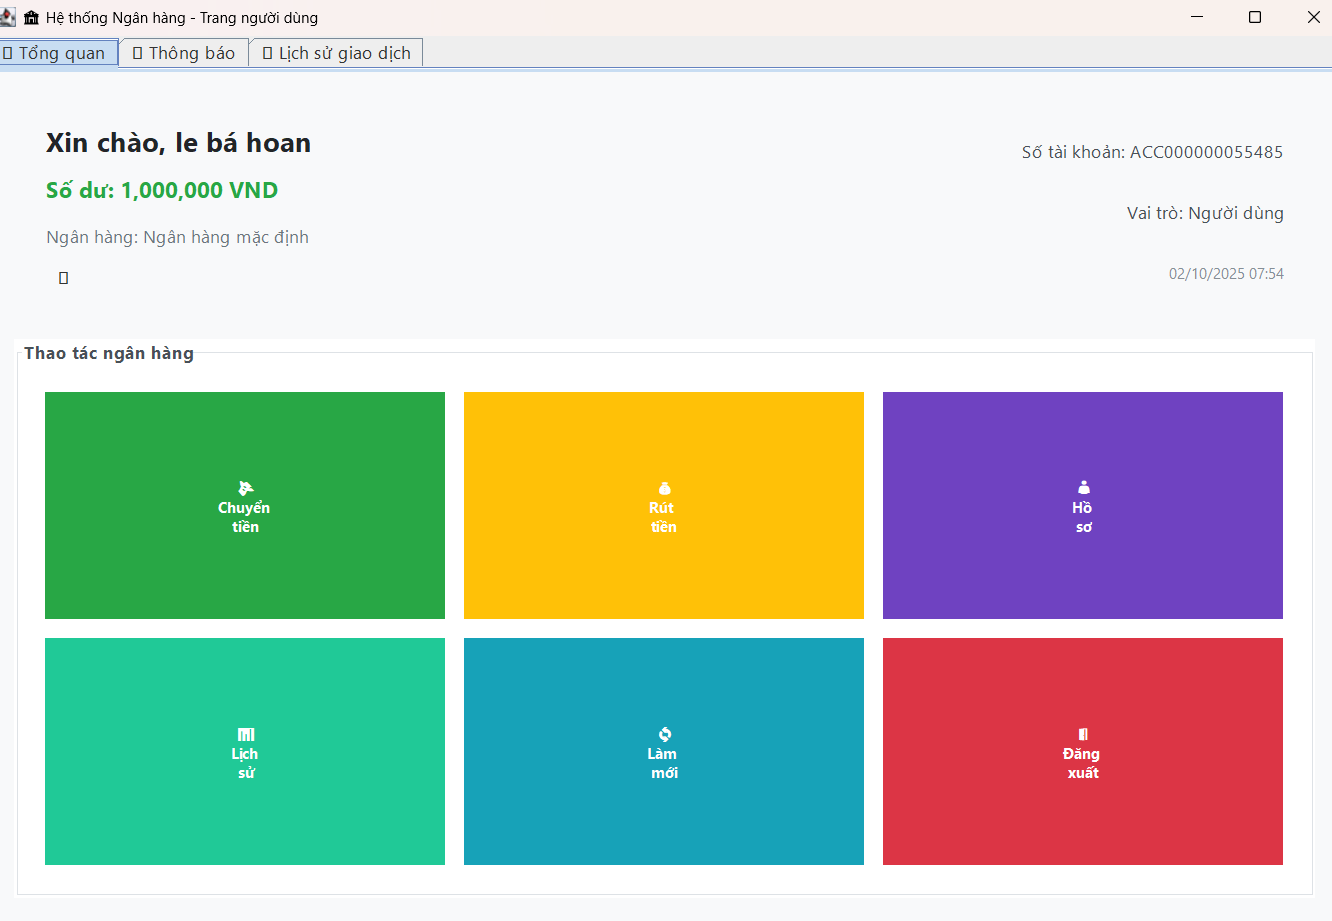 Hệ thống Ngân hàng - Trang người dùng
Tổng quan
Thông báo
Lịch sử giao dịch
Xin chào, le bá hoan
Số dư: 1,000,000 VND
Ngân hàng: Ngân hàng mặc định
Số tài khoản: ACC000000055485
Vai trò: Người dùng
02/10/2025 07:54
Thao tác ngân hàng
Chuyển
tiền
Rút
tiền
Hồ
sơ
Lịch
sử
Làm
mới
Đăng
xuất